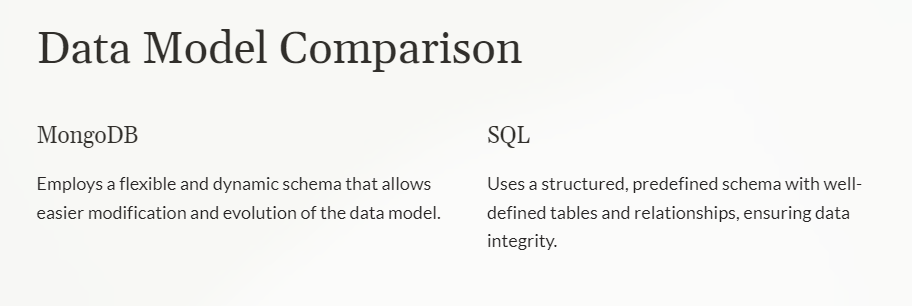 Data Model Comparison
MongoDB
Employs a flexible and dynamic schema that allows
easier modification and evolution of the data model.
SQL
Uses a structured, predefined schema with well-
defined tables and relationships, ensuring data
integrity.